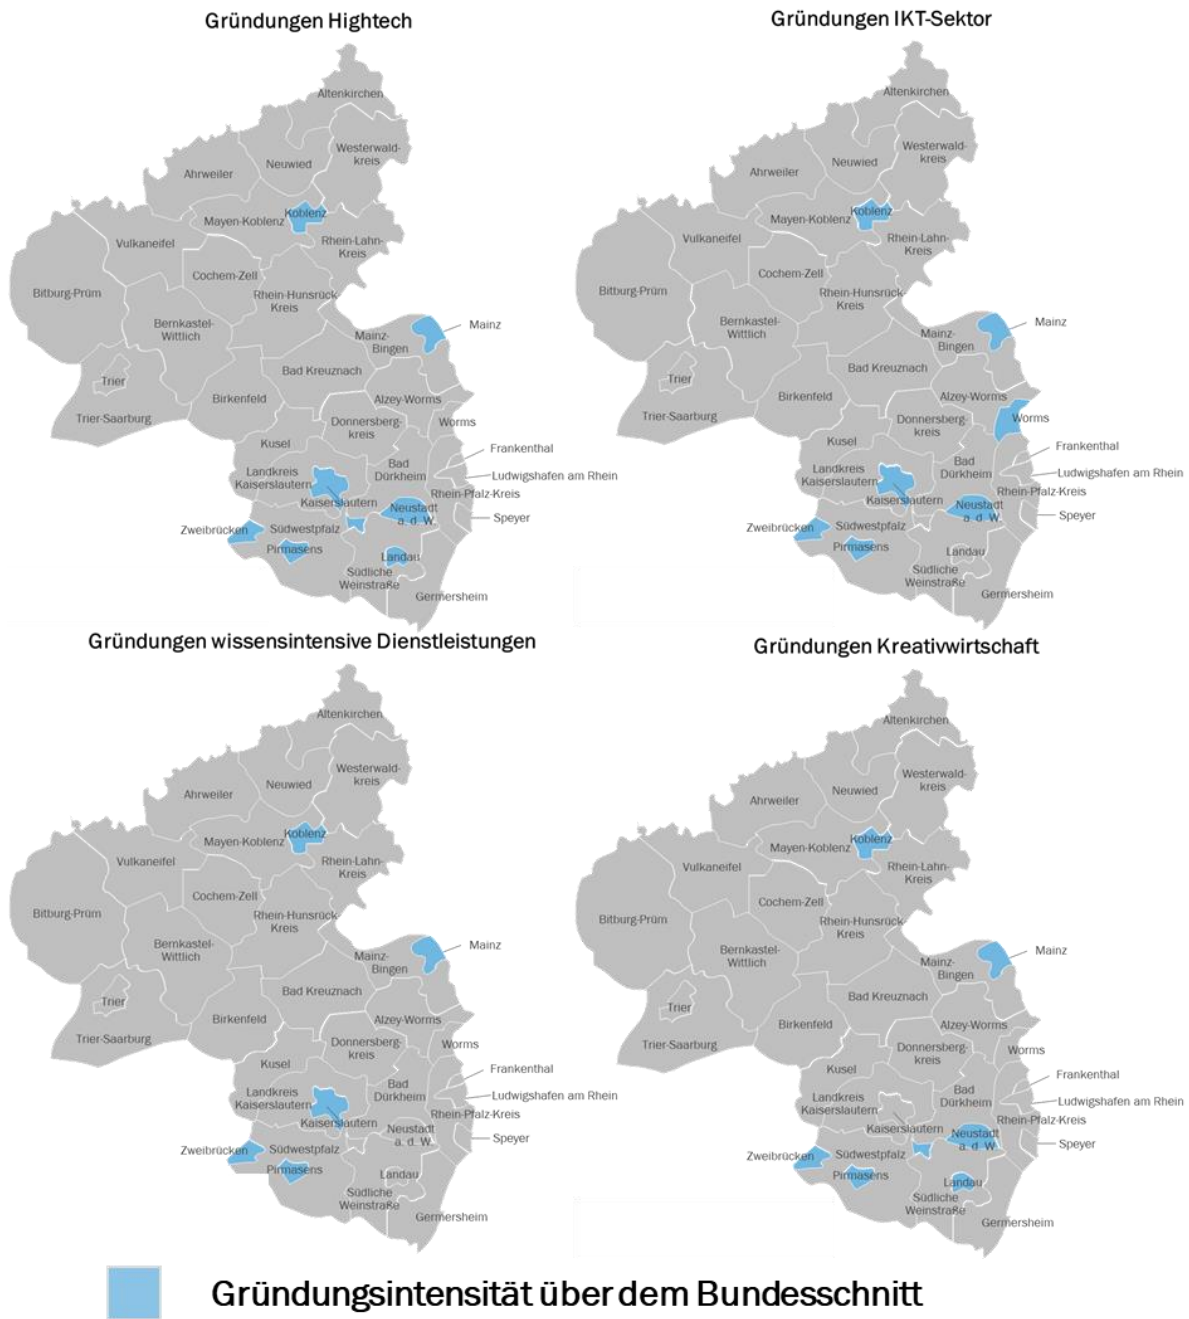 Gründungen Hightech
Altenkirchen
Westerwald-
kreis
Neuwied
Ahrweiler
Koblenz
Mayen-Koblenz
Vulkaneifel
Rhein-Lahn-
Kreis
Cochem-Zell
Bitburg-Prüm
Rhein-Hunsrück-
Kreis
Bernkastel-
Wittlich
Mainz
Mainz-
Bingen
Bad Kreuznach
Trier
Birkenfeld
Alzey-Worms
Trier-Saarburg
Donnersberg-
kreis
Worms
Kusel
Frankenthal
Bad
Dürkheim
Landkreis
Kaiserslautern
Ludwigshafen am Rhein
Rhein-Pfalz-Kreis
Kaiserslautern
Neustadt
a. d. W.
Speyer
Zweibrücken
Südwestpfalz
Pirmasens
Landau
Südliche
Weinstraße
Germersheim
Gründungen IKT-Sektor
Altenkirchen
Westerwald-
kreis
Neuwied
Ahrweiler
Koblenz
Mayen-Koblenz
Vulkaneifel
Rhein-Lahn-
Kreis
Cochem-Zell
Bitburg-Prüm
Rhein-Hunsrück-
Kreis
Bernkastel-
Wittlich
Mainz
Mainz-
Bingen
Bad Kreuznach
Trier
Birkenfeld
Alzey-Worms
Trier-Saarburg
Donnersberg-
kreis
Worms
Kusel
Frankenthal
Bad
Dürkheim
Landkreis
Kaiserslautern
Ludwigshafen am Rhein
Rhein-Pfalz-Kreis
Kaiserslautern
Neustadt
a. d. W.
Speyer
Zweibrücken
Südwestpfalz
Pirmasens
Landau
Südliche
Weinstraße
Germersheim
Gründungen wissensintensive Dienstleistungen
Altenkirchen
Westerwald-
kreis
Neuwied
Ahrweiler
Koblenz
Mayen-Koblenz
Vulkaneifel
Rhein-Lahn-
Kreis
Cochem-Zell
Bitburg-Prüm
Rhein-Hunsrück-
Kreis
Bernkastel-
Wittlich
Mainz
Mainz-
Bingen
Bad Kreuznach
Trier
Birkenfeld
Alzey-Worms
Trier-Saarburg
Donnersberg-
kreis
Worms
Kusel
Frankenthal
Bad
Dürkheim
Landkreis
Kaiserslautern
Ludwigshafen am Rhein
Rhein-Pfalz-Kreis
Kaiserslautern
Neustadt
a. d. W.
Speyer
Zweibrücken
Südwestpfalz
Pirmasens
Landau
Südliche
Weinstraße
Germersheim
Gründungen Kreativwirtschaft
Altenkirchen
Westerwald-
kreis
Neuwied
Ahrweiler
Koblenz
Mayen-Koblenz
Vulkaneifel
Rhein-Lahn-
Kreis
Cochem-Zell
Bitburg-Prüm
Rhein-Hunsrück-
Kreis
Bernkastel-
Wittlich
Mainz
Mainz-
Bingen
Bad Kreuznach
Trier
Birkenfeld
Alzey-Worms
Trier-Saarburg
Donnersberg-
kreis
Worms
Kusel
Frankenthal
Bad
Dürkheim
Landkreis
Kaiserslautern
Ludwigshafen am Rhein
Rhein-Pfalz-Kreis
Kaiserslautern
Neustadt
a. d. W.
Speyer
Zweibrücken
Südwestpfalz
Pirmasens
Landau
Südliche
Weinstraße
Germersheim
Gründungsintensität über dem Bundesschnitt